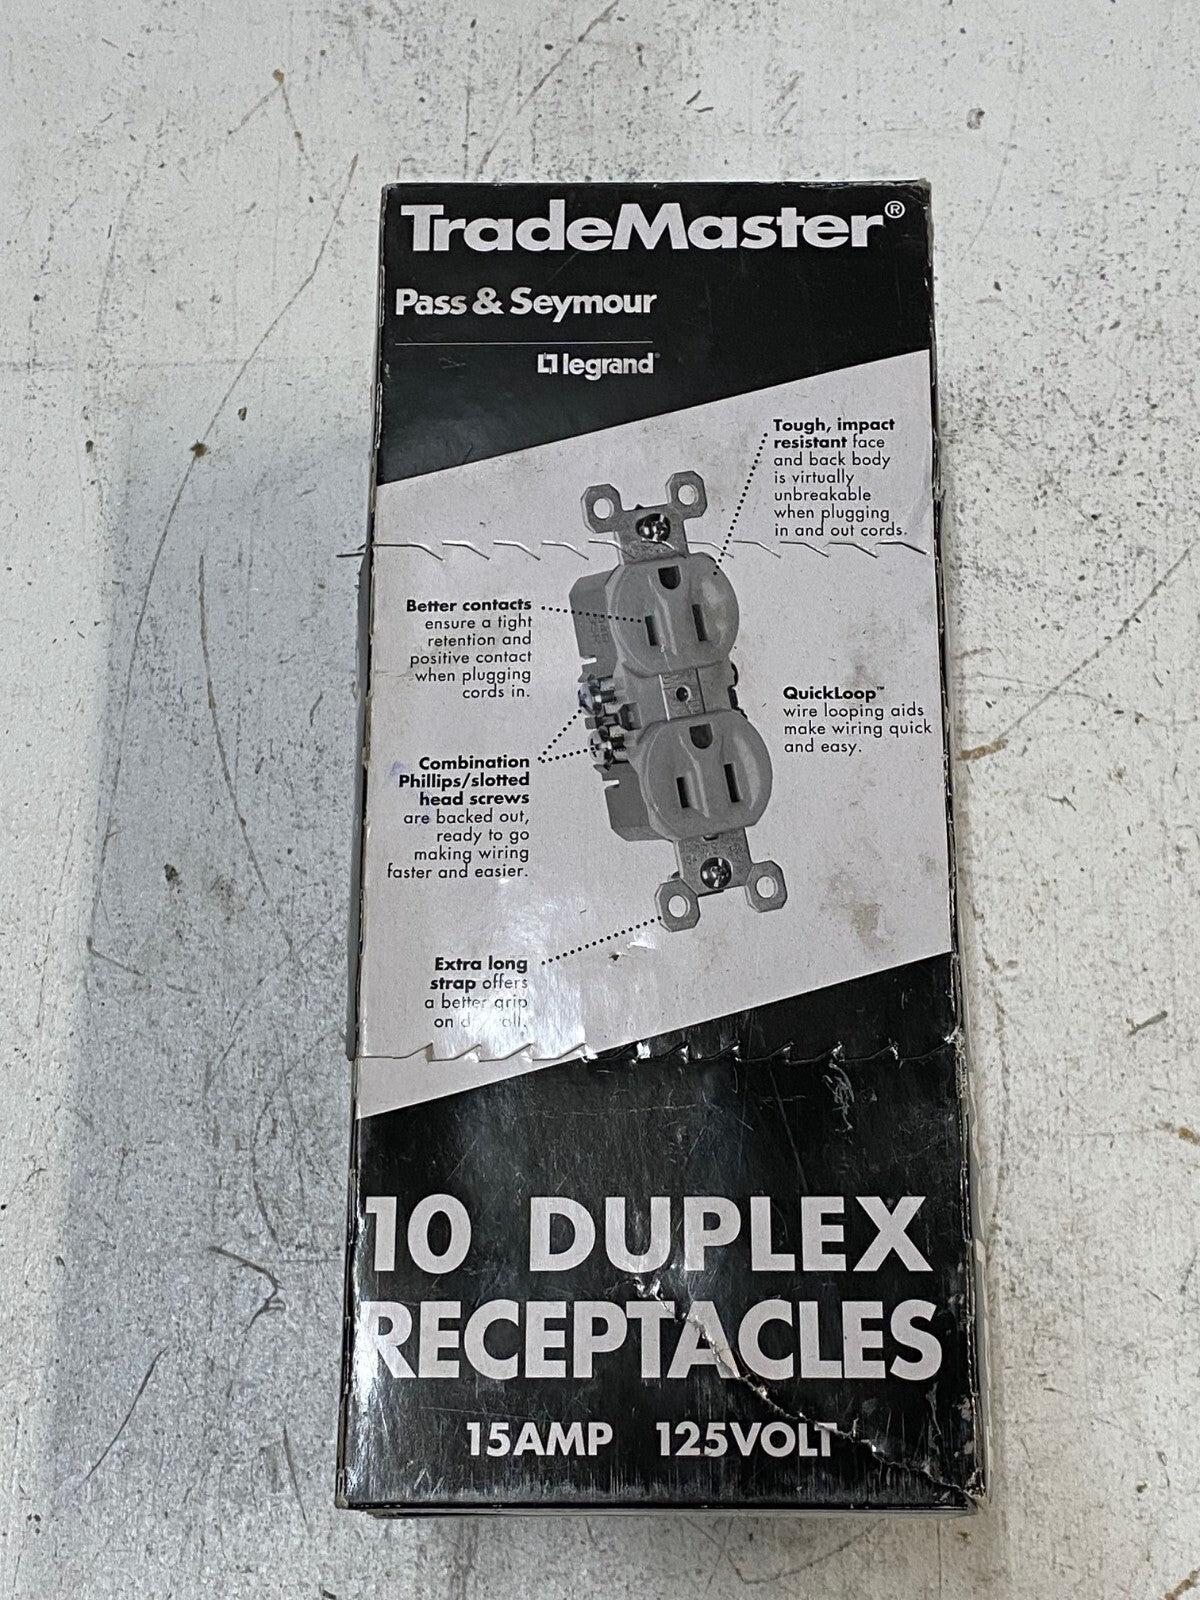 TradeMaster®
Pass & Seymour
legrand®
Tough, impact
resistant face
and back body
is virtually
unbreakable
when plugging
in and out cords.
Better contacts
ensure a tight
retention and
positive contact
when plugging
cords in.
QuickLoop™
wire looping aids
make wiring quick
and easy.
Combination
Phillips/slotted
head screws
are backed out,
ready to go
making wiring
faster and easier.
Extra long
strap offers
a better grip
on
10 DUPLEX
RECEPTACLES
15AMP 125VOLT